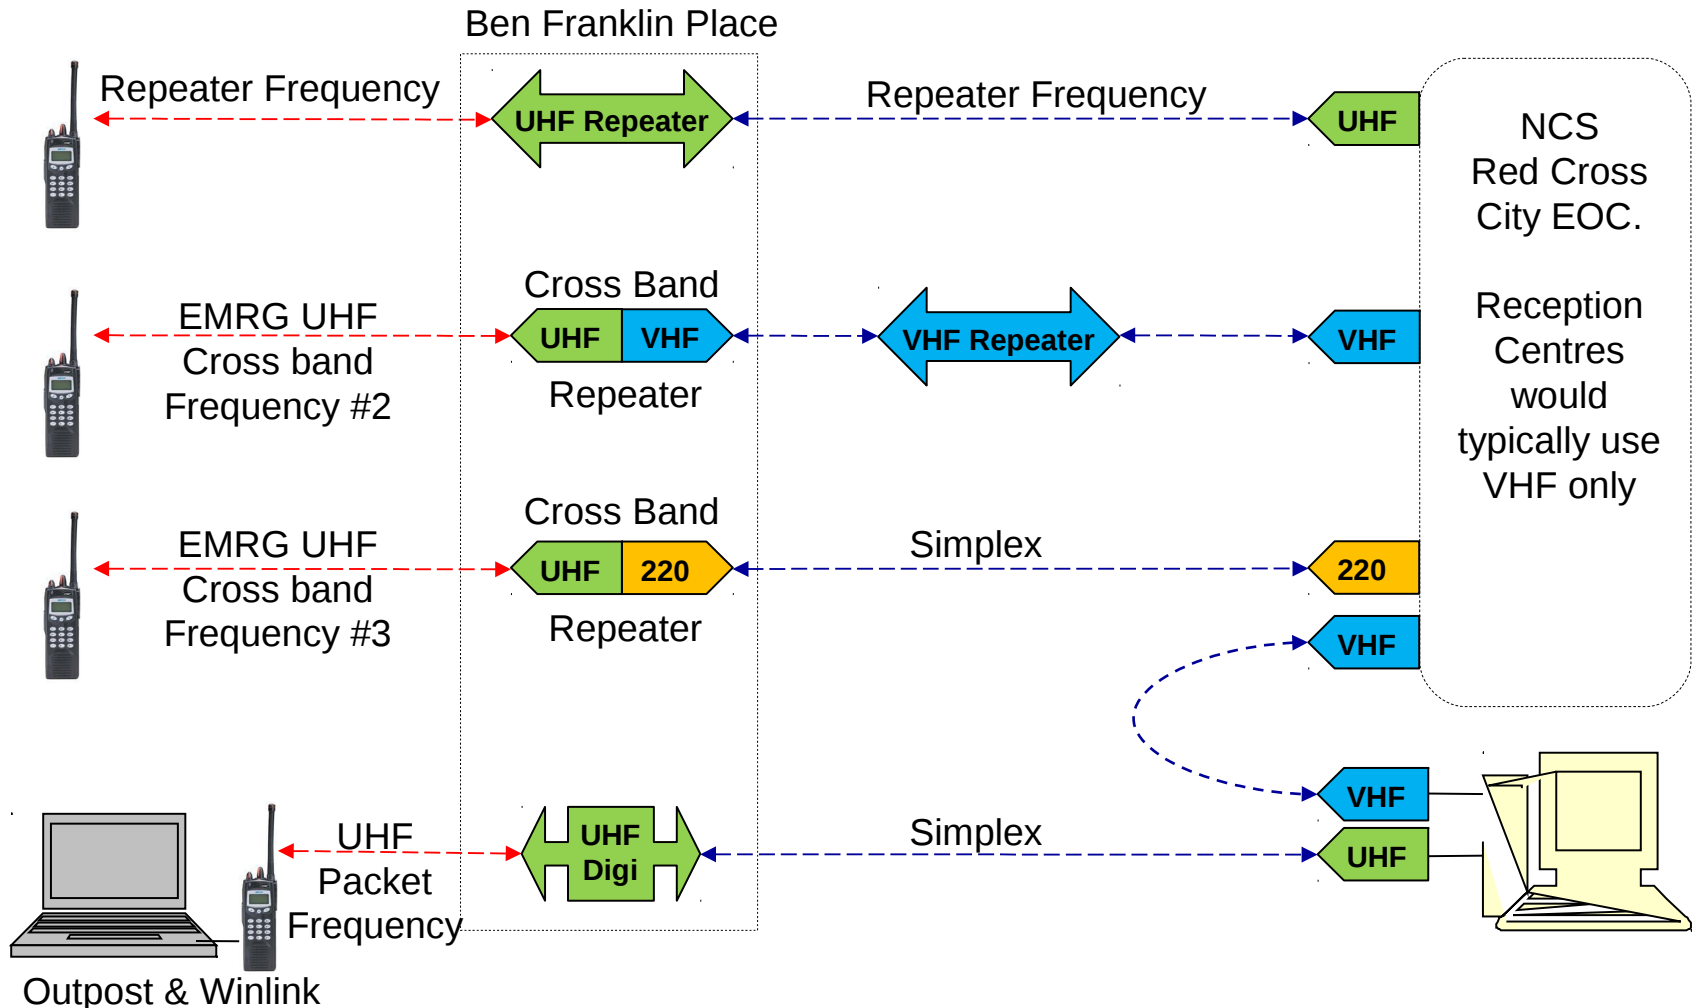 Ben Franklin Place
Repeater Frequency
UHF Repeater
Repeater Frequency
UHF
NCS
Red Cross
City EOC.
Reception
Centres
would
typically use
VHF only
EMRG UHF
Cross band
Frequency #2
Cross Band
UHF
VHF
Repeater
VHF Repeater
VHF
EMRG UHF
Cross band
Frequency #3
Cross Band
UHF
220
Repeater
Simplex
220
VHF
UHF
Packet
Frequency
UHF
Digi
Simplex
VHF
UHF
Outpost & Winlink